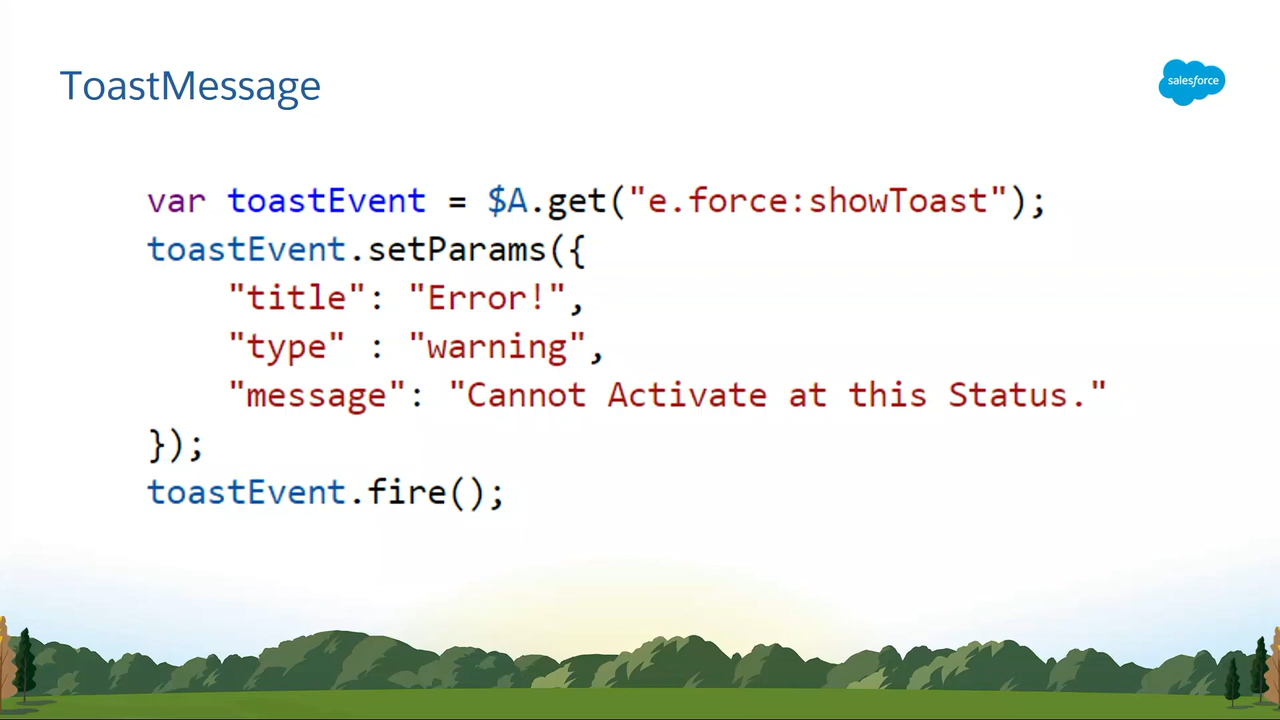 ToastMessage
salesforce
var toastEvent = $A.get("e.force:showToast");
toastEvent.setParams({
    "title": "Error!",
    "type" : "warning",
    "message": "Cannot Activate at this Status."
});
toastEvent.fire();